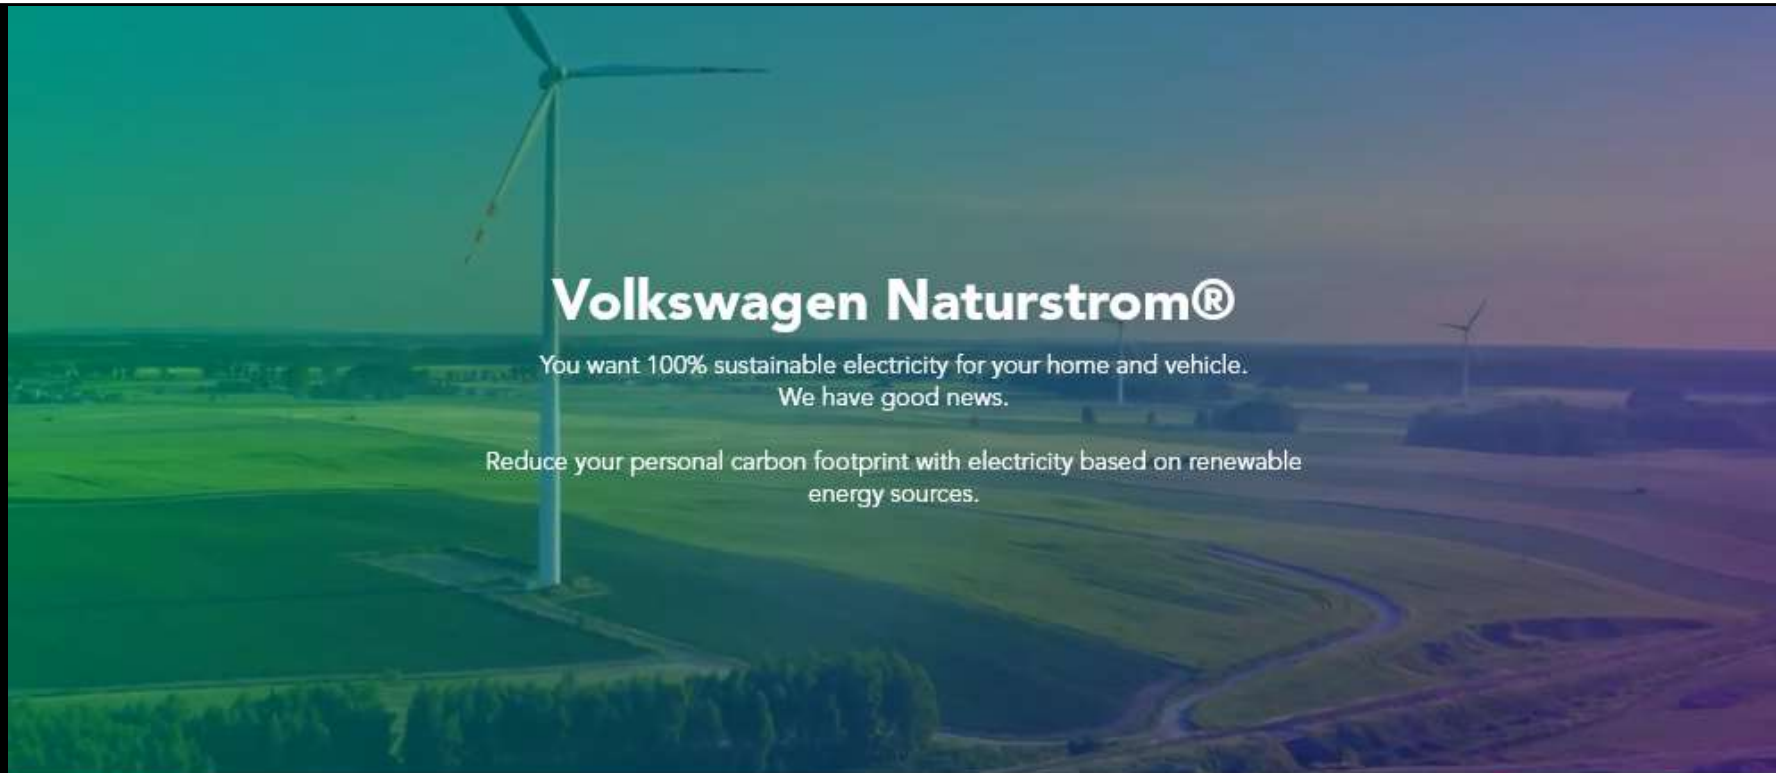 Volkswagen Naturstrom®
You want 100% sustainable electricity for your home and vehicle.
We have good news.
Reduce your personal carbon footprint with electricity based on renewable
energy sources.